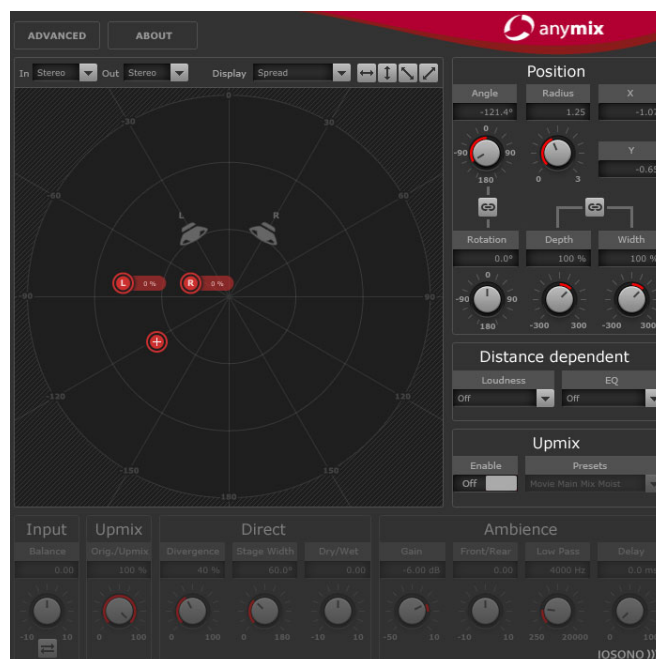 ADVANCED ABOUT anymix
In Stereo Out Stereo Display Spread
Position
Angle Radius X
-121.4° 1.25 -1.07
0
-90 90
180 0 3
Y
-0.65
Rotation Depth Width
0.0° 100 % 100 %
0
-90 90
180 -300 300 -300 300
0
-30 30
-60 60
L R
L 0 % R 0 %
-90 90
-120 120
-150 150
180
Distance dependent
Loudness EQ
Off Off
Upmix
Enable Presets
Off Movie Main Mix Moist
Input Upmix Direct Ambience
Balance Orig./Upmix Divergence Stage Width Dry/Wet Gain Front/Rear Low Pass Delay
0.00 100 % 40 % 60.0° 0.00 -6.00 dB 0.00 4000 Hz 0.0 ms
-10 10 0 100 0 100 0 180 -10 10 -50 10 -10 10 250 20000 0 100
IOSONO